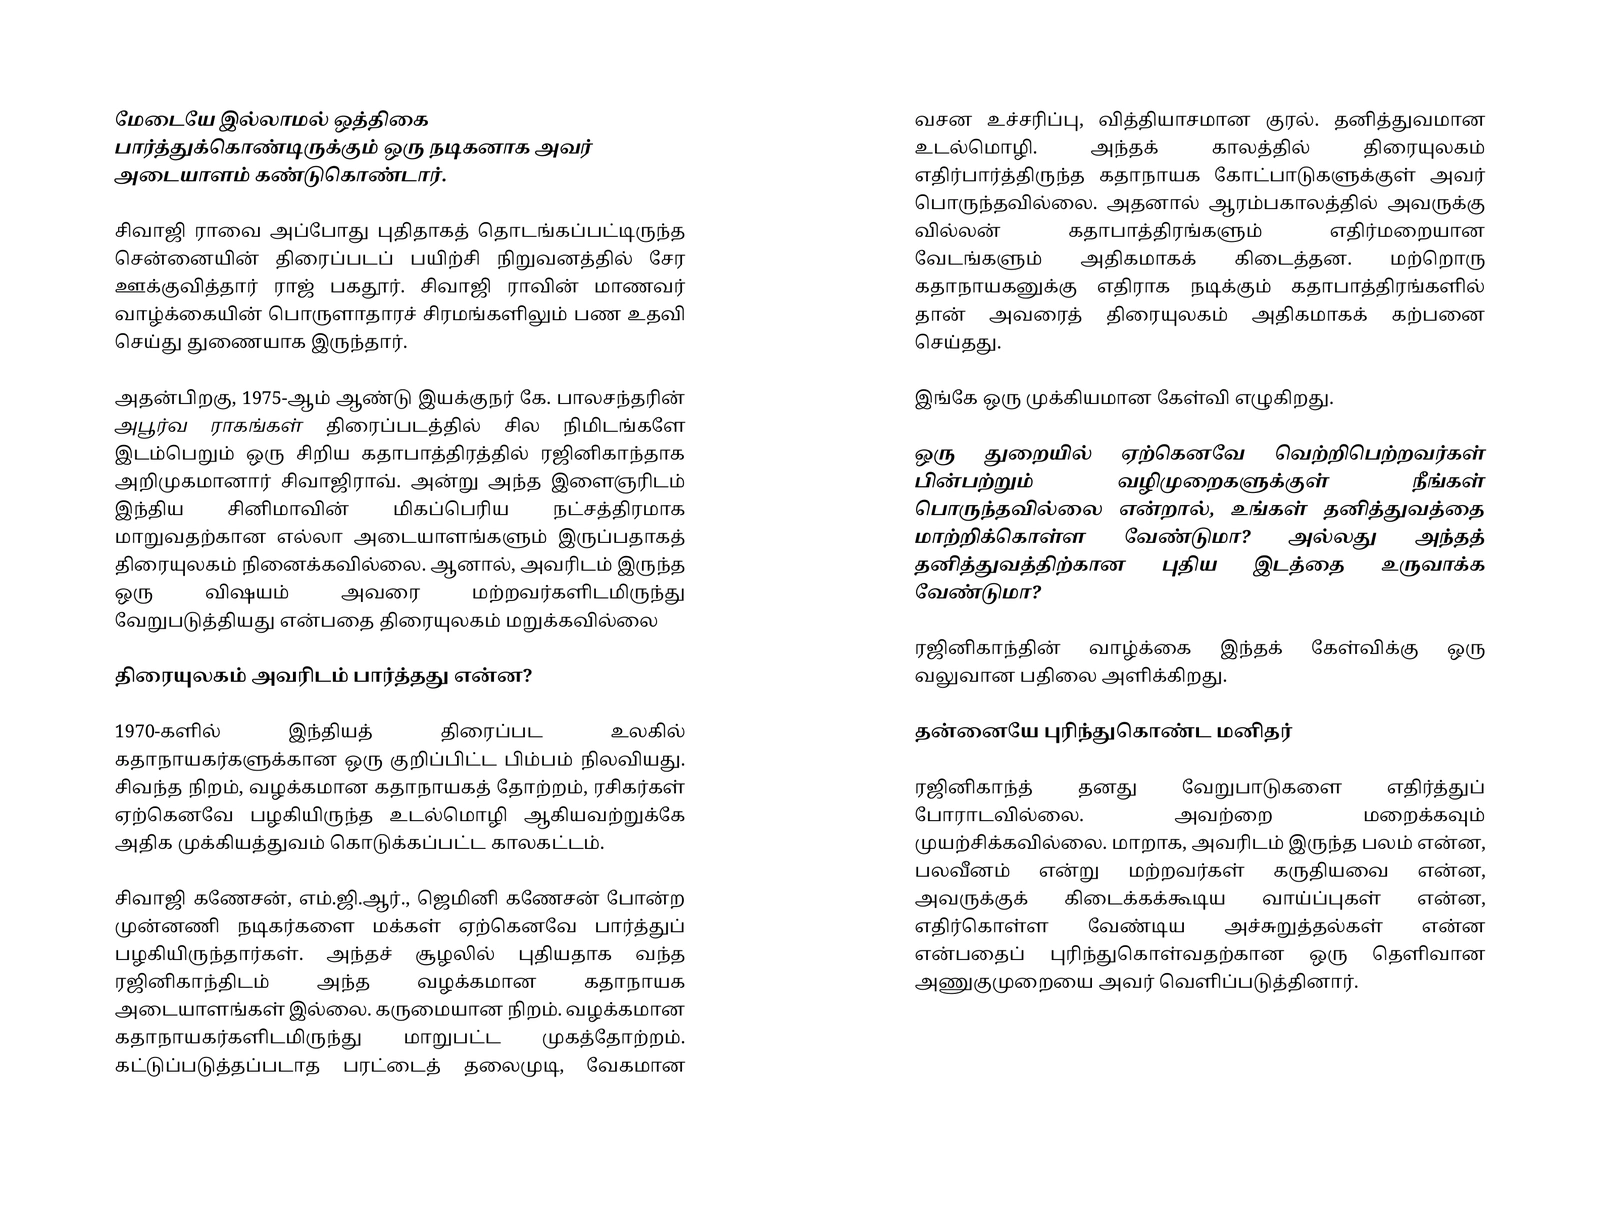 மேடையே இல்லாமல் ஒத்திகை
பார்த்துக்கொண்டிருக்கும் ஒரு நடிகனாக அவர்
அடையாளம் கண்டுகொண்டார்.
சிவாஜி ராவை அப்போது புதிதாகத் தொடங்கப்பட்டிருந்த
சென்னையின் திரைப்படப் பயிற்சி நிறுவனத்தில் சேர
ஊக்குவித்தார் ராஜ் பகதூர். சிவாஜி ராவின் மாணவர்
வாழ்க்கையின் பொருளாதாரச் சிரமங்களிலும் பண உதவி
செய்து துணையாக இருந்தார்.
அதன்பிறகு, 1975-ஆம் ஆண்டு இயக்குநர் கே. பாலசந்தரின்
அபூர்வ ராகங்கள் திரைப்படத்தில் சில நிமிடங்களே
இடம்பெறும் ஒரு சிறிய கதாபாத்திரத்தில் ரஜினிகாந்தாக
அறிமுகமானார் சிவாஜிராவ். அன்று அந்த இளைஞரிடம்
இந்திய சினிமாவின் மிகப்பெரிய நட்சத்திரமாக
மாறுவதற்கான எல்லா அடையாளங்களும் இருப்பதாகத்
திரையுலகம் நினைக்கவில்லை. ஆனால், அவரிடம் இருந்த
ஒரு விஷயம் அவரை மற்றவர்களிடமிருந்து
வேறுபடுத்தியது என்பதை திரையுலகம் மறுக்கவில்லை
திரையுலகம் அவரிடம் பார்த்தது என்ன?
1970-களில் இந்தியத் திரைப்பட உலகில்
கதாநாயகர்களுக்கான ஒரு குறிப்பிட்ட பிம்பம் நிலவியது.
சிவந்த நிறம், வழக்கமான கதாநாயகத் தோற்றம், ரசிகர்கள்
ஏற்கெனவே பழகியிருந்த உடல்மொழி ஆகியவற்றுக்கே
அதிக முக்கியத்துவம் கொடுக்கப்பட்ட காலகட்டம்.
சிவாஜி கணேசன், எம்.ஜி.ஆர்., ஜெமினி கணேசன் போன்ற
முன்னணி நடிகர்களை மக்கள் ஏற்கெனவே பார்த்துப்
பழகியிருந்தார்கள். அந்தச் சூழலில் புதியதாக வந்த
ரஜினிகாந்திடம் அந்த வழக்கமான கதாநாயக
அடையாளங்கள் இல்லை. கருமையான நிறம். வழக்கமான
கதாநாயகர்களிடமிருந்து மாறுபட்ட முகத்தோற்றம்.
கட்டுப்படுத்தப்படாத பரட்டைத் தலைமுடி, வேகமான
வசன உச்சரிப்பு, வித்தியாசமான குரல். தனித்துவமான
உடல்மொழி. அந்தக் காலத்தில் திரையுலகம்
எதிர்பார்த்திருந்த கதாநாயக கோட்பாடுகளுக்குள் அவர்
பொருந்தவில்லை. அதனால் ஆரம்பகாலத்தில் அவருக்கு
வில்லன் கதாபாத்திரங்களும் எதிர்மறையான
வேடங்களும் அதிகமாகக் கிடைத்தன. மற்றொரு
கதாநாயகனுக்கு எதிராக நடிக்கும் கதாபாத்திரங்களில்
தான் அவரைத் திரையுலகம் அதிகமாகக் கற்பனை
செய்தது.
இங்கே ஒரு முக்கியமான கேள்வி எழுகிறது.
ஒரு துறையில் ஏற்கெனவே வெற்றிபெற்றவர்கள்
பின்பற்றும் வழிமுறைகளுக்குள் நீங்கள்
பொருந்தவில்லை என்றால், உங்கள் தனித்துவத்தை
மாற்றிக்கொள்ள வேண்டுமா? அல்லது அந்தத்
தனித்துவத்திற்கான புதிய இடத்தை உருவாக்க
வேண்டுமா?
ரஜினிகாந்தின் வாழ்க்கை இந்தக் கேள்விக்கு ஒரு
வலுவான பதிலை அளிக்கிறது.
தன்னையே புரிந்துகொண்ட மனிதர்
ரஜினிகாந்த் தனது வேறுபாடுகளை எதிர்த்துப்
போராடவில்லை. அவற்றை மறைக்கவும்
முயற்சிக்கவில்லை. மாறாக, அவரிடம் இருந்த பலம் என்ன,
பலவீனம் என்று மற்றவர்கள் கருதியவை என்ன,
அவருக்குக் கிடைக்கக்கூடிய வாய்ப்புகள் என்ன,
எதிர்கொள்ள வேண்டிய அச்சுறுத்தல்கள் என்ன
என்பதைப் புரிந்துகொள்வதற்கான ஒரு தெளிவான
அணுகுமுறையை அவர் வெளிப்படுத்தினார்.